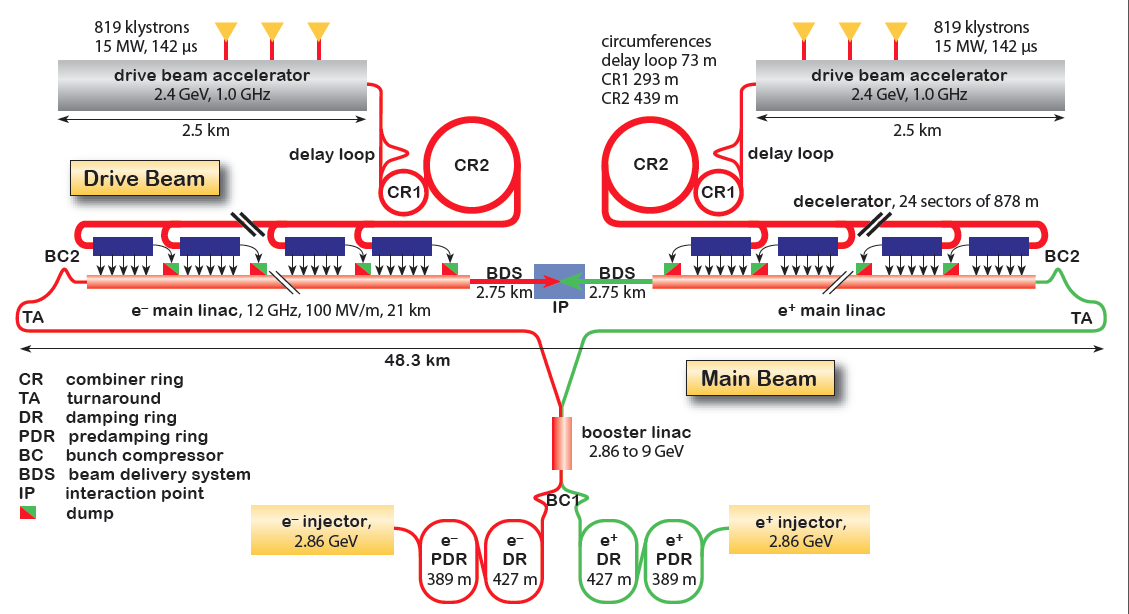 819 klystrons
15 MW, 142 µs
drive beam accelerator
2.4 GeV, 1.0 GHz
2.5 km
delay loop
CR1
CR2
circumferences
delay loop 73 m
CR1 293 m
CR2 439 m
819 klystrons
15 MW, 142 µs
drive beam accelerator
2.4 GeV, 1.0 GHz
2.5 km
CR2
CR1
delay loop
Drive Beam
decelerator, 24 sectors of 878 m
BC2
BDS
2.75 km
IP
BDS
2.75 km
BC2
TA
e– main linac, 12 GHz, 100 MV/m, 21 km
e+ main linac
TA
48.3 km
Main Beam
CR combiner ring
TA turnaround
DR damping ring
PDR predamping ring
BC bunch compressor
BDS beam delivery system
IP interaction point
dump
booster linac
2.86 to 9 GeV
BC1
e– injector,
2.86 GeV
e–
PDR
389 m
e–
DR
427 m
e+
DR
427 m
e+
PDR
389 m
e+ injector,
2.86 GeV